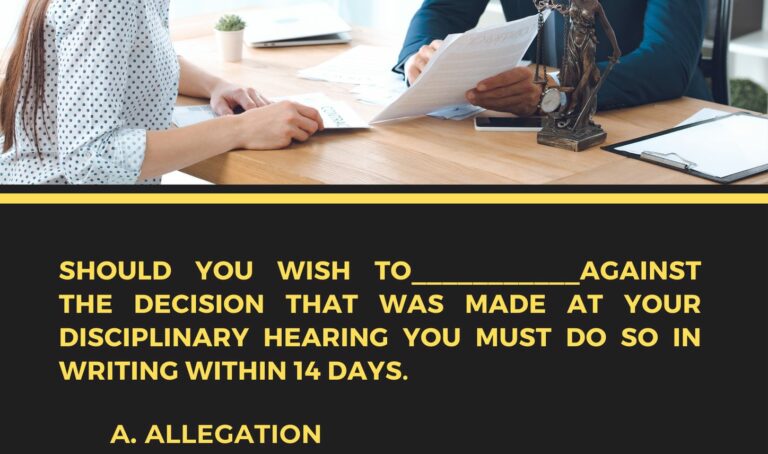 SHOULD YOU WISH TO___________AGAINST
THE DECISION THAT WAS MADE AT YOUR
DISCIPLINARY HEARING YOU MUST DO SO IN
WRITING WITHIN 14 DAYS.
A. ALLEGATION